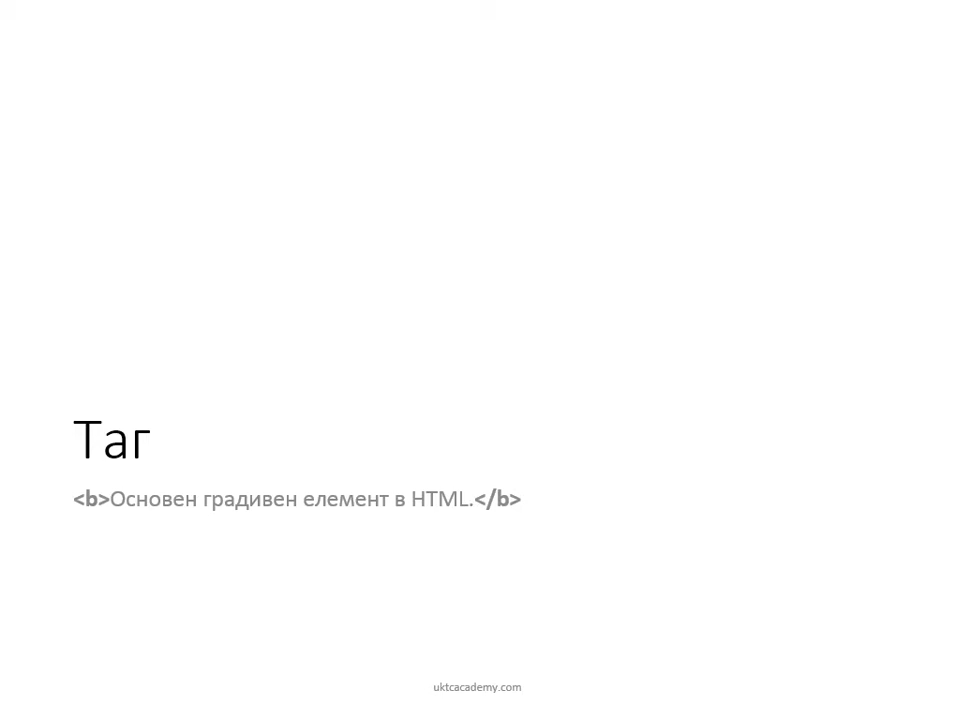 Таг
<b>Основен градивен елемент в HTML.</b>
uktcacademy.com